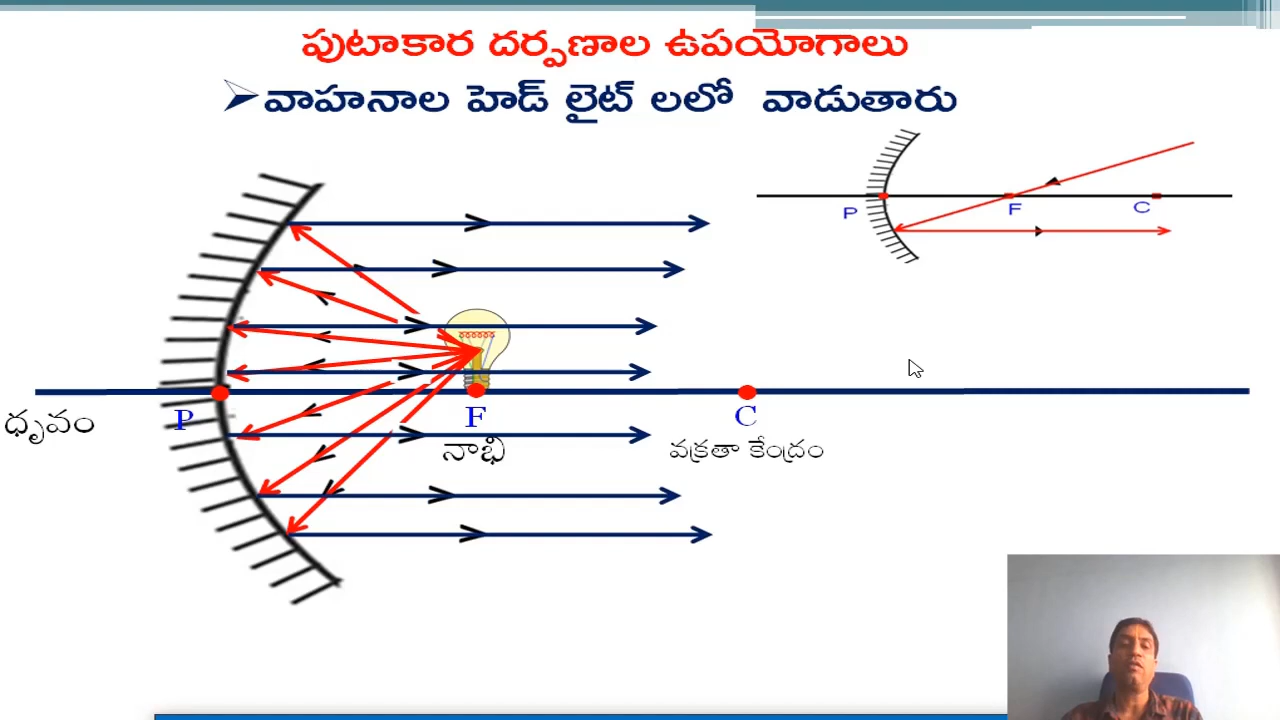 పుటాకార దర్పణాల ఉపయోగాలు
వాహనాల హెడ్ లైట్ లలో వాడుతారు
P F C
ధృవం P F C
నాభి వక్రతా కేంద్రం